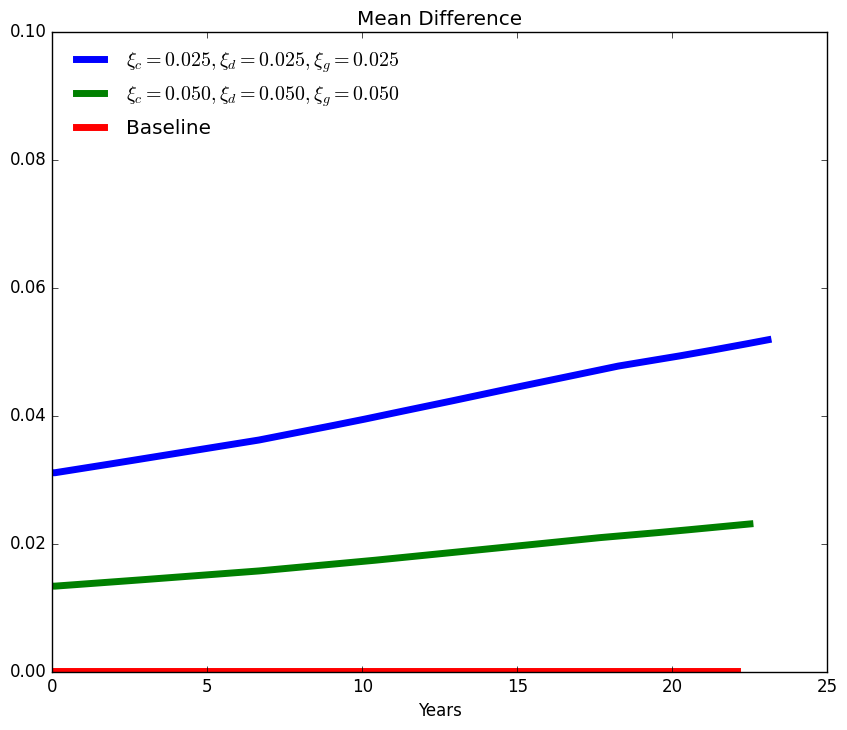 Mean Difference
0.10
0.08
0.06
0.04
0.02
0.00
ξc = 0.025, ξd = 0.025, ξg = 0.025
ξc = 0.050, ξd = 0.050, ξg = 0.050
Baseline
0 5 10 15 20 25
Years